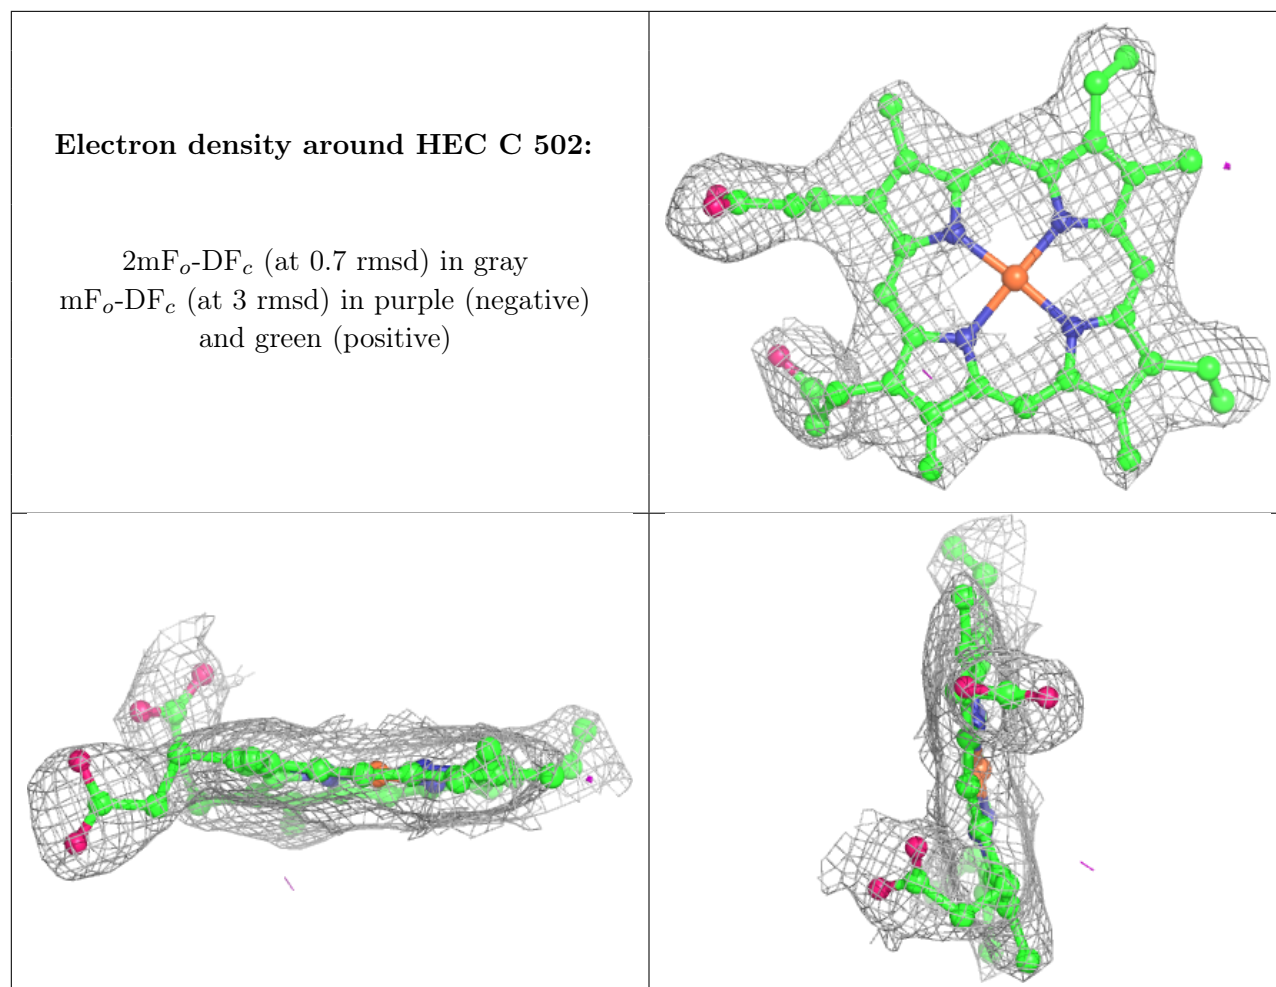 Electron density around HEC C 502:
2mFo-DFc (at 0.7 rmsd) in gray
mFo-DFc (at 3 rmsd) in purple (negative)
and green (positive)